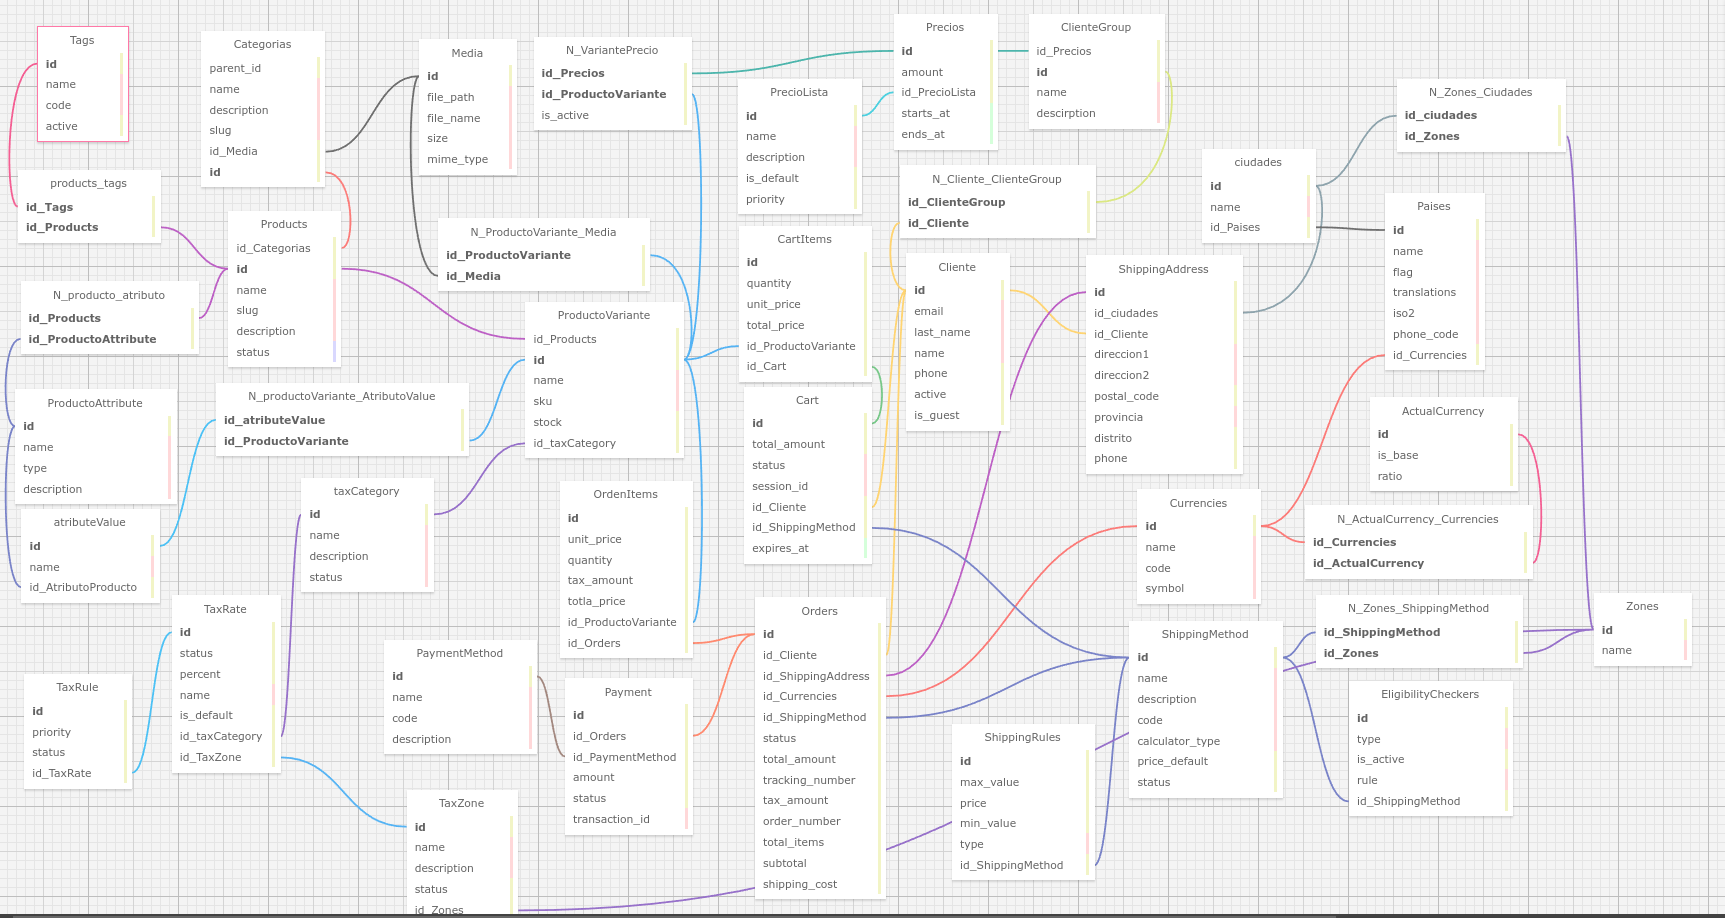 Tags
id
name
code
active
Categorias
parent_id
name
description
slug
id_Media
id
Media
id
file_path
file_name
size
mime_type
N_VariantePrecio
id_Precios
id_ProductoVariante
is_active
Precios
id
amount
id_PrecioLista
starts_at
ends_at
ClienteGroup
id_Precios
id
name
descirption
PrecioLista
id
name
description
is_default
priority
N_Zones_Ciudades
id_ciudades
id_Zones
products_tags
id_Tags
id_Products
Products
id_Categorias
id
name
slug
description
status
N_ProductoVariante_Media
id_ProductoVariante
id_Media
N_Cliente_ClienteGroup
id_ClienteGroup
id_Cliente
ciudades
id
name
id_Paises
Paises
id
name
flag
translations
iso2
phone_code
id_Currencies
CartItems
id
quantity
unit_price
total_price
id_ProductoVariante
id_Cart
Cliente
id
email
last_name
name
phone
active
is_guest
ShippingAddress
id
id_ciudades
id_Cliente
direccion1
direccion2
postal_code
provincia
distrito
phone
N_producto_atributo
id_Products
id_ProductoAttribute
ProductoVariante
id_Products
id
name
sku
stock
id_taxCategory
ProductoAttribute
id
name
type
description
N_productoVariante_AtributoValue
id_atributeValue
id_ProductoVariante
Cart
id
total_amount
status
session_id
id_Cliente
id_ShippingMethod
expires_at
ActualCurrency
id
is_base
ratio
atributeValue
id
name
id_AtributoProducto
taxCategory
id
name
description
status
OrdenItems
id
unit_price
quantity
tax_amount
totla_price
id_ProductoVariante
id_Orders
Currencies
id
name
code
symbol
N_ActualCurrency_Currencies
id_Currencies
id_ActualCurrency
TaxRate
id
status
percent
name
is_default
id_taxCategory
id_TaxZone
Orders
id
id_Cliente
id_ShippingAddress
id_Currencies
id_ShippingMethod
status
total_amount
tracking_number
tax_amount
order_number
total_items
subtotal
shipping_cost
ShippingMethod
id
name
description
code
calculator_type
price_default
status
N_Zones_ShippingMethod
id_ShippingMethod
id_Zones
Zones
id
name
TaxRule
id
priority
status
id_TaxRate
PaymentMethod
id
name
code
description
Payment
id
id_Orders
id_PaymentMethod
amount
status
transaction_id
ShippingRules
id
max_value
price
min_value
type
id_ShippingMethod
EligibilityCheckers
id
type
is_active
rule
id_ShippingMethod
TaxZone
id
name
description
status
id_Zones